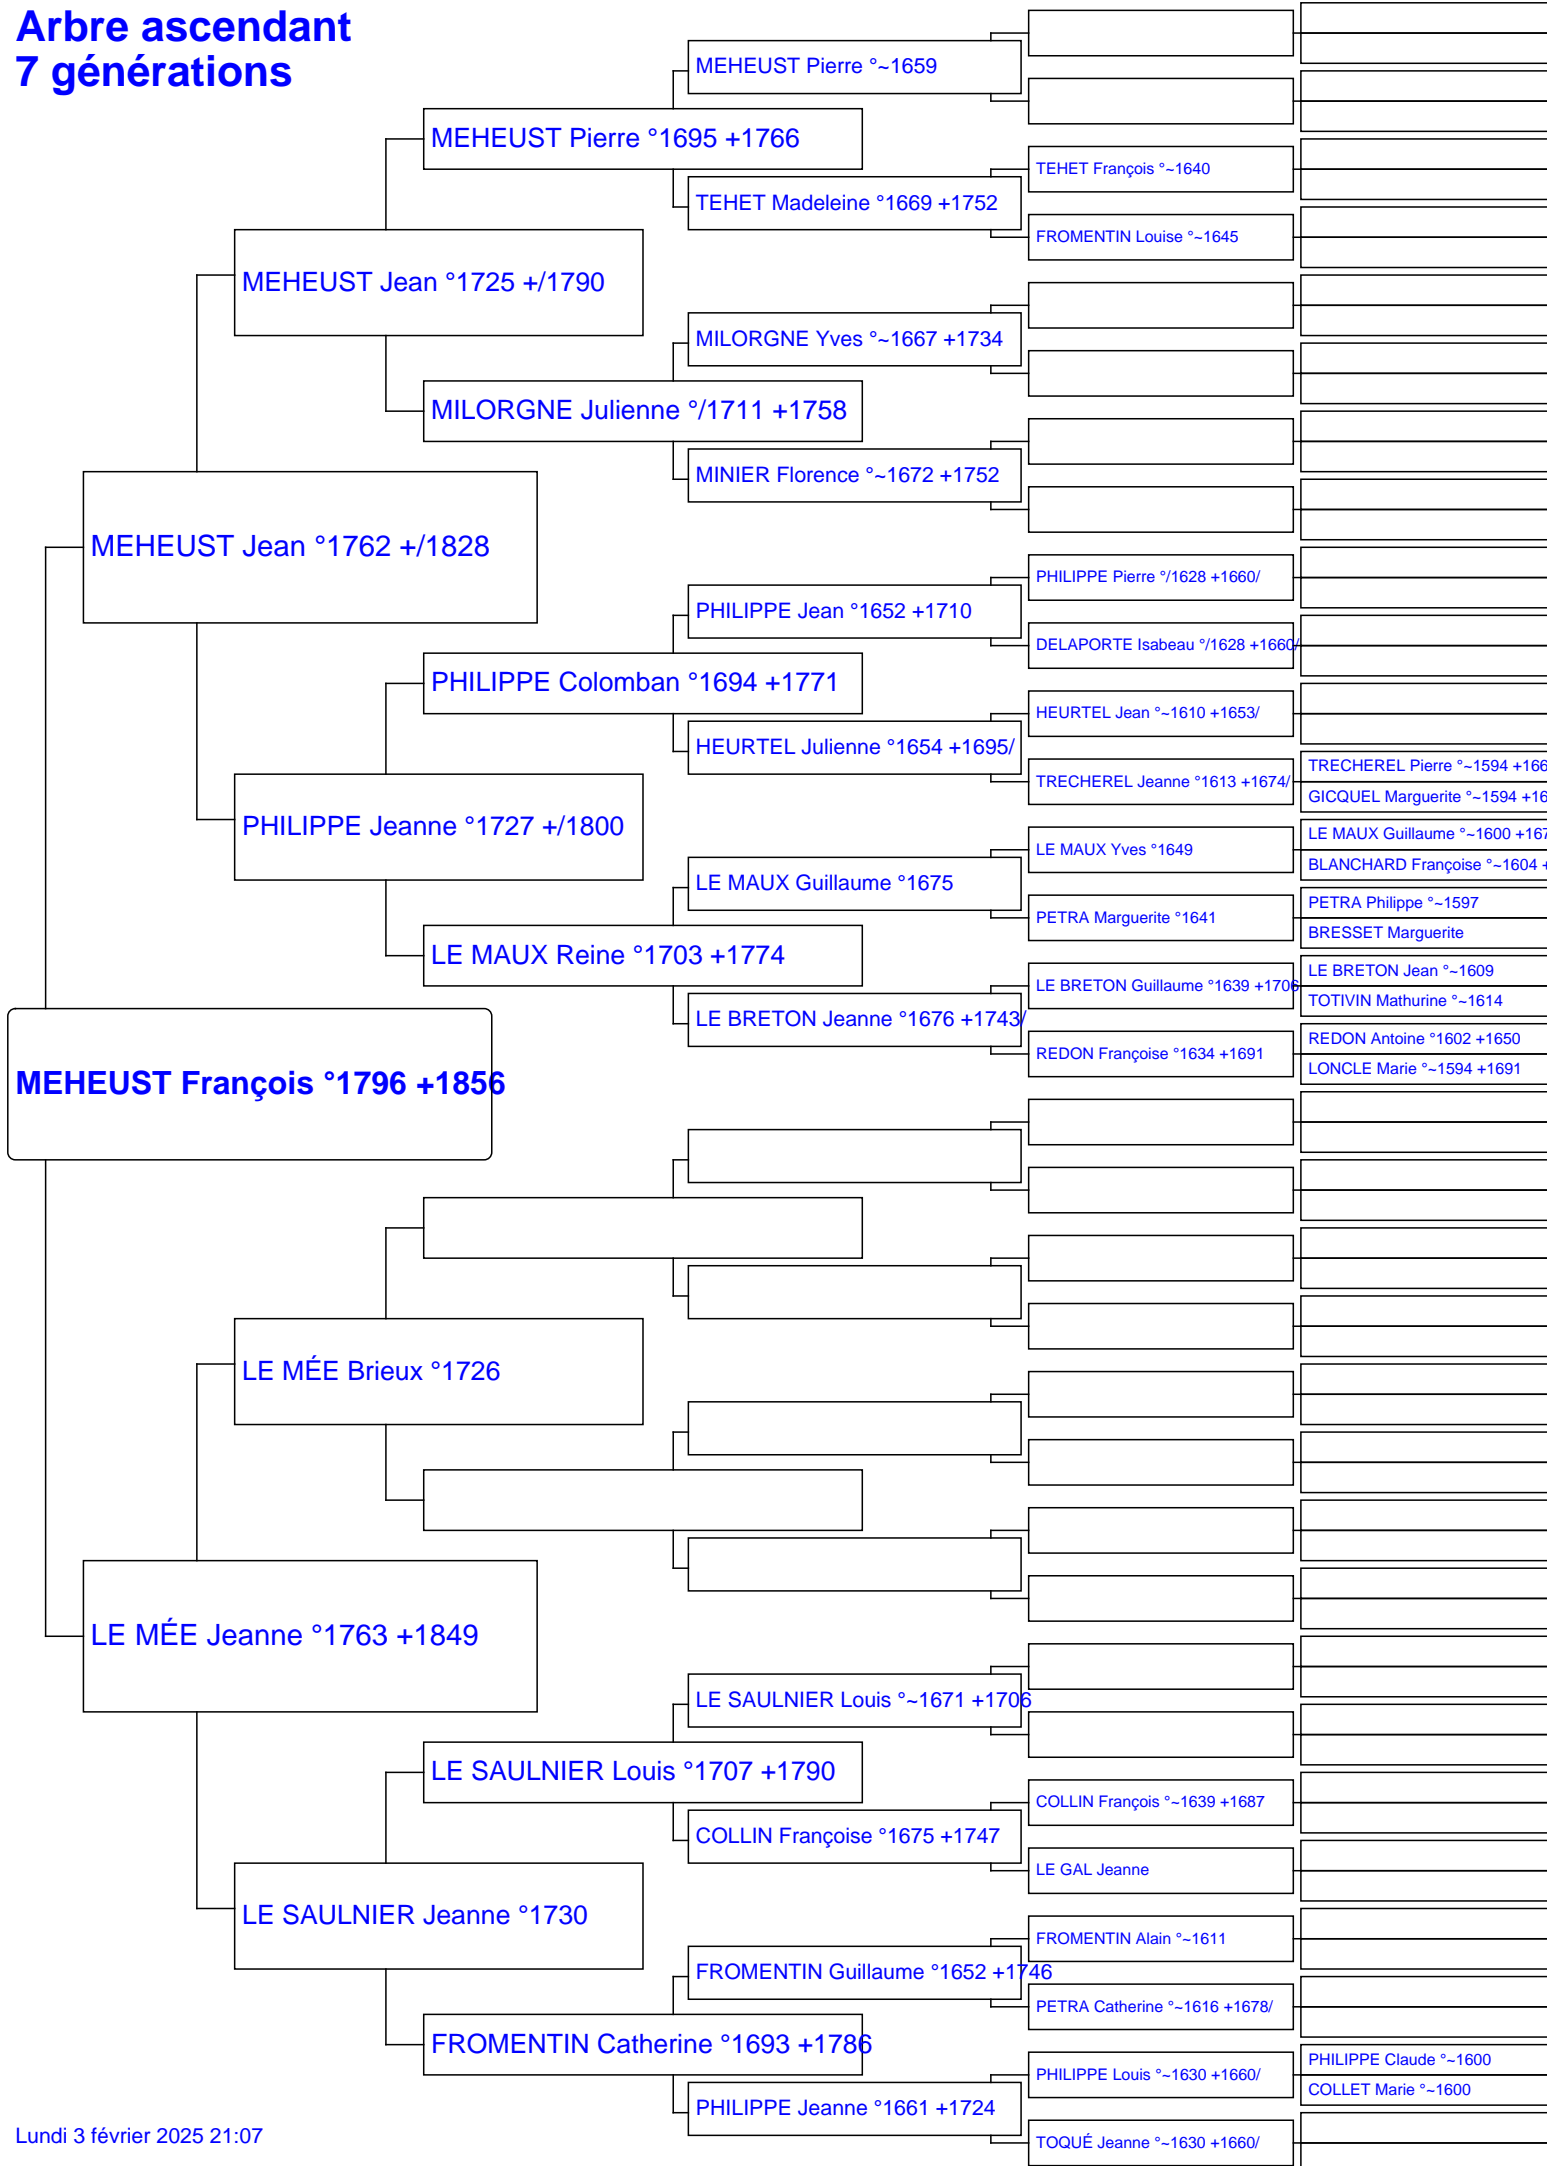 Arbre ascendant
7 générations
MEHEUST Pierre °~1659
MEHEUST Pierre °1695 +1766
TEHET François °~1640
TEHET Madeleine °1669 +1752
FROMENTIN Louise °~1645
MEHEUST Jean °1725 +/1790
MILORGNE Yves °~1667 +1734
MILORGNE Julienne °/1711 +1758
MINIER Florence °~1672 +1752
MEHEUST Jean °1762 +/1828
PHILIPPE Pierre °/1628 +1660/
PHILIPPE Jean °1652 +1710
DELAPORTE Isabeau °/1628 +1660/
PHILIPPE Colomban °1694 +1771
HEURTEL Jean °~1610 +1653/
HEURTEL Julienne °1654 +1695/
TRECHEREL Pierre °~1594 +166
TRECHEREL Jeanne °1613 +1674/
GICQUEL Marguerite °~1594 +16
PHILIPPE Jeanne °1727 +/1800
LE MAUX Guillaume °~1600 +167
LE MAUX Yves °1649
BLANCHARD Françoise °~1604 +
LE MAUX Guillaume °1675
PETRA Philippe °~1597
PETRA Marguerite °1641
BRESSET Marguerite
LE MAUX Reine °1703 +1774
LE BRETON Jean °~1609
LE BRETON Guillaume °1639 +1706
TOTIVIN Mathurine °~1614
LE BRETON Jeanne °1676 +1743/
REDON Antoine °1602 +1650
REDON Françoise °1634 +1691
LONCLE Marie °~1594 +1691
MEHEUST François °1796 +1856
LE MÉE Brieux °1726
LE MÉE Jeanne °1763 +1849
LE SAULNIER Louis °~1671 +1706
LE SAULNIER Louis °1707 +1790
COLLIN François °~1639 +1687
COLLIN Françoise °1675 +1747
LE GAL Jeanne
LE SAULNIER Jeanne °1730
FROMENTIN Alain °~1611
FROMENTIN Guillaume °1652 +1746
PETRA Catherine °~1616 +1678/
FROMENTIN Catherine °1693 +1786
PHILIPPE Claude °~1600
PHILIPPE Louis °~1630 +1660/
COLLET Marie °~1600
PHILIPPE Jeanne °1661 +1724
TOQUÉ Jeanne °~1630 +1660/
Lundi 3 février 2025 21:07